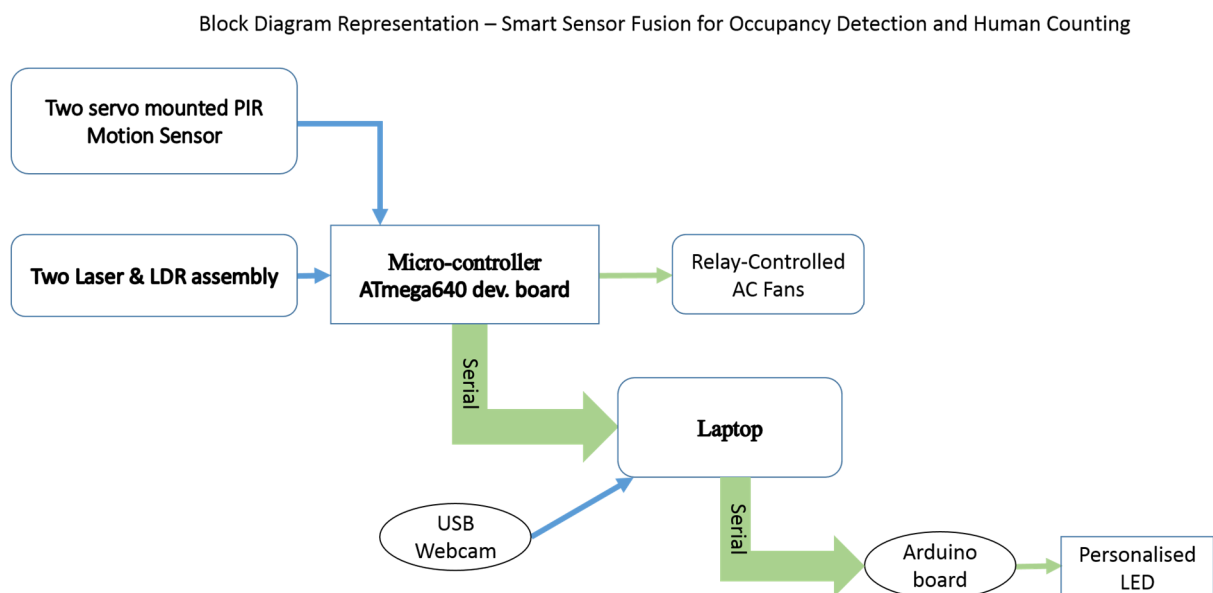 Block Diagram Representation – Smart Sensor Fusion for Occupancy Detection and Human Counting
Two servo mounted PIR
Motion Sensor
Two Laser & LDR assembly
Micro-controller
ATmega640 dev. board
Relay-Controlled
AC Fans
Serial
Laptop
USB
Webcam
Serial
Arduino
board
Personalised
LED